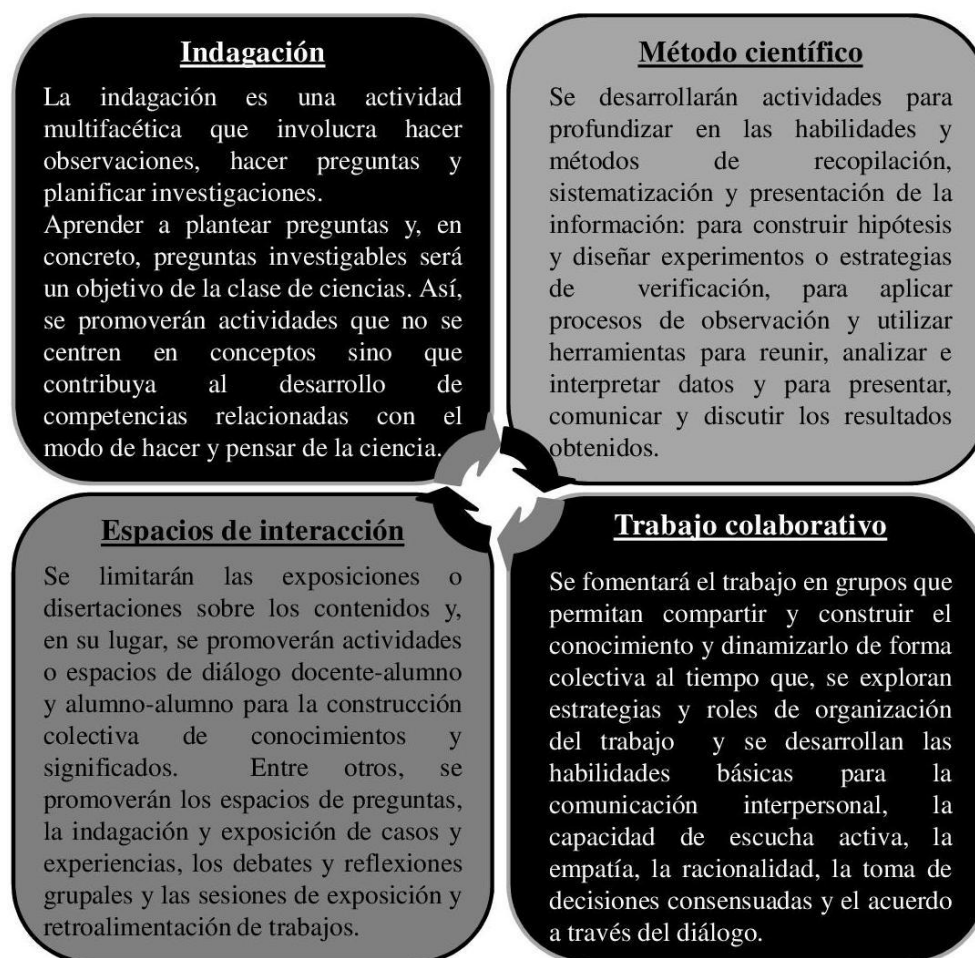 Indagación
La indagación es una actividad
multifacética que involucra hacer
observaciones, hacer preguntas y
planificar investigaciones.
Aprender a plantear preguntas y, en
concreto, preguntas investigables será
un objetivo de la clase de ciencias. Así,
se promoverán actividades que no se
centren en conceptos sino que
contribuya al desarrollo de
competencias relacionadas con el
modo de hacer y pensar de la ciencia.
Método científico
Se desarrollarán actividades para
profundizar en las habilidades y
métodos de recopilación,
sistematización y presentación de la
información: para construir hipótesis
y diseñar experimentos o estrategias
de verificación, para aplicar
procesos de observación y utilizar
herramientas para reunir, analizar e
interpretar datos y para presentar,
comunicar y discutir los resultados
obtenidos.
Espacios de interacción
Se limitarán las exposiciones o
disertaciones sobre los contenidos y,
en su lugar, se promoverán actividades
o espacios de diálogo docente-alumno
y alumno-alumno para la construcción
colectiva de conocimientos y
significados. Entre otros, se
promoverán los espacios de preguntas,
la indagación y exposición de casos y
experiencias, los debates y reflexiones
grupales y las sesiones de exposición y
retroalimentación de trabajos.
Trabajo colaborativo
Se fomentará el trabajo en grupos que
permitan compartir y construir el
conocimiento y dinamizarlo de forma
colectiva al tiempo que, se exploran
estrategias y roles de organización
del trabajo y se desarrollan las
habilidades básicas para la
comunicación interpersonal, la
capacidad de escucha activa, la
empatía, la racionalidad, la toma de
decisiones consensuadas y el acuerdo
a través del diálogo.